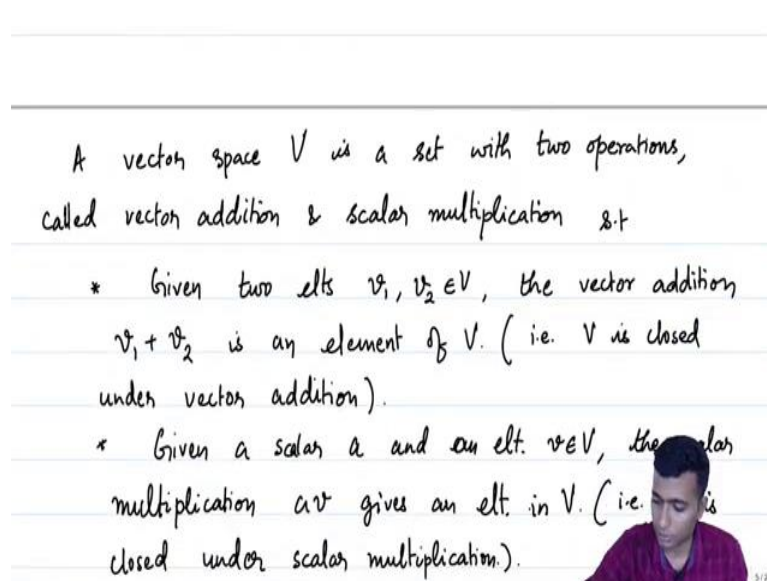 A vector space V is a set with two operations,
called vector addition & scalar multiplication s.t
* Given two elts v₁, v₂ ∈ V, the vector addition
v₁ + v₂ is an element of V. ( i.e. V is closed
under vector addition).
* Given a scalar a and an elt. v ∈ V, the
multiplication av gives an elt. in V. ( i.e. is
closed under scalar multiplication.).